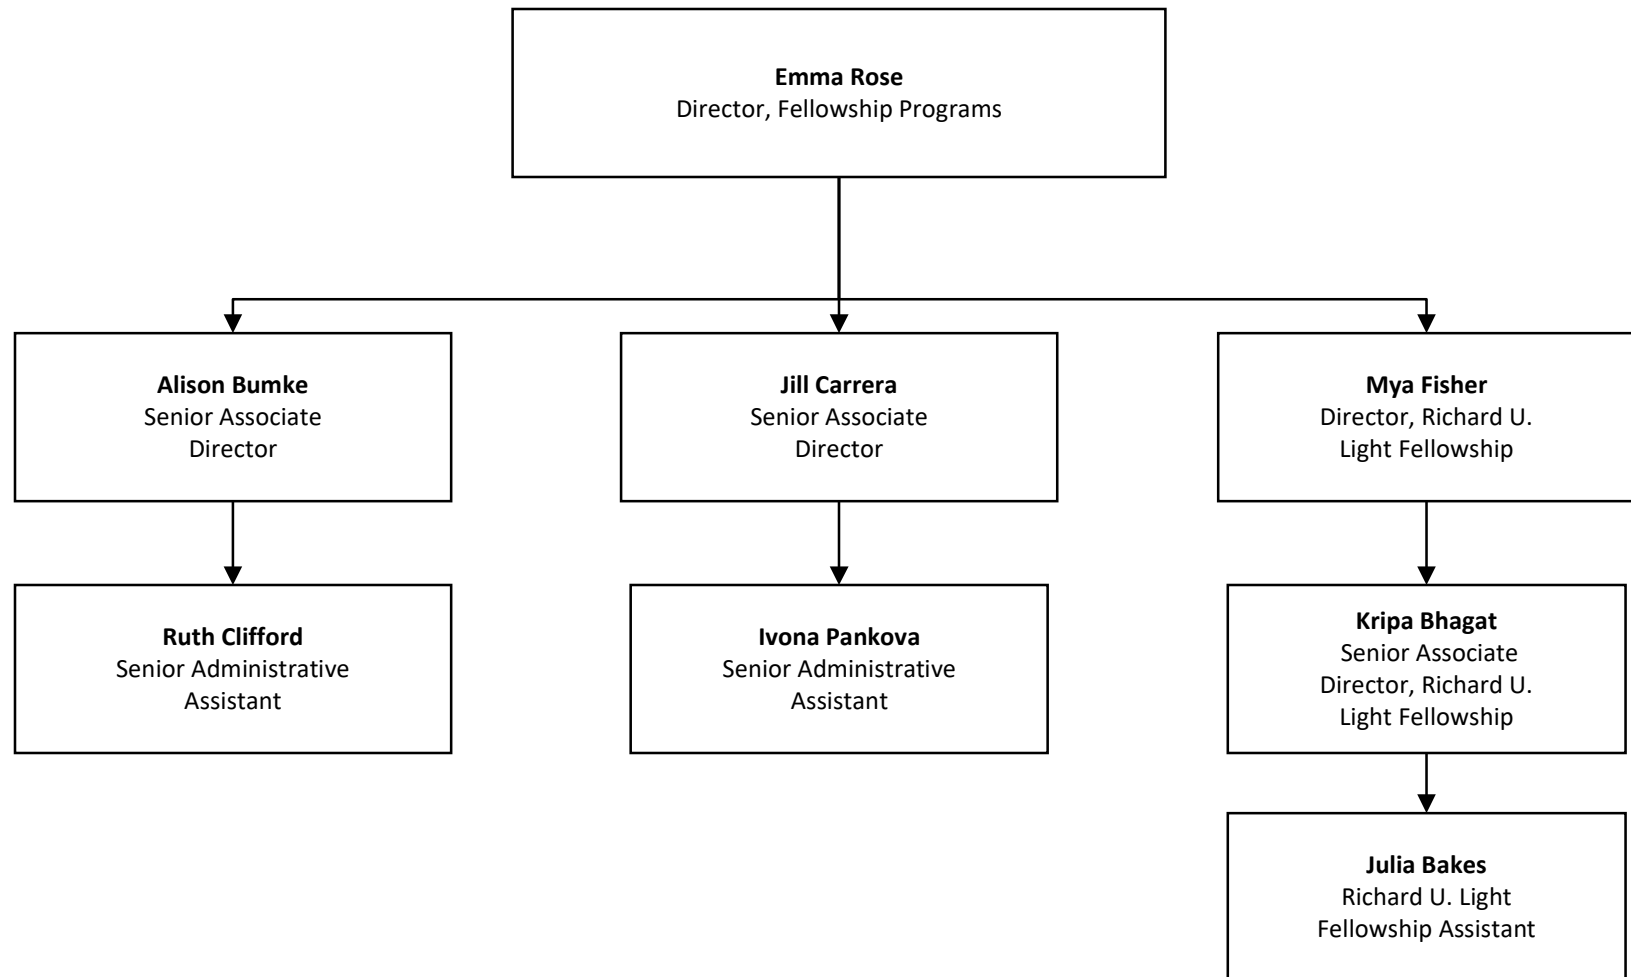 Emma Rose
Director, Fellowship Programs
Alison Bumke
Senior Associate
Director
Jill Carrera
Senior Associate
Director
Mya Fisher
Director, Richard U.
Light Fellowship
Ruth Clifford
Senior Administrative
Assistant
Ivona Pankova
Senior Administrative
Assistant
Kripa Bhagat
Senior Associate
Director, Richard U.
Light Fellowship
Julia Bakes
Richard U. Light
Fellowship Assistant